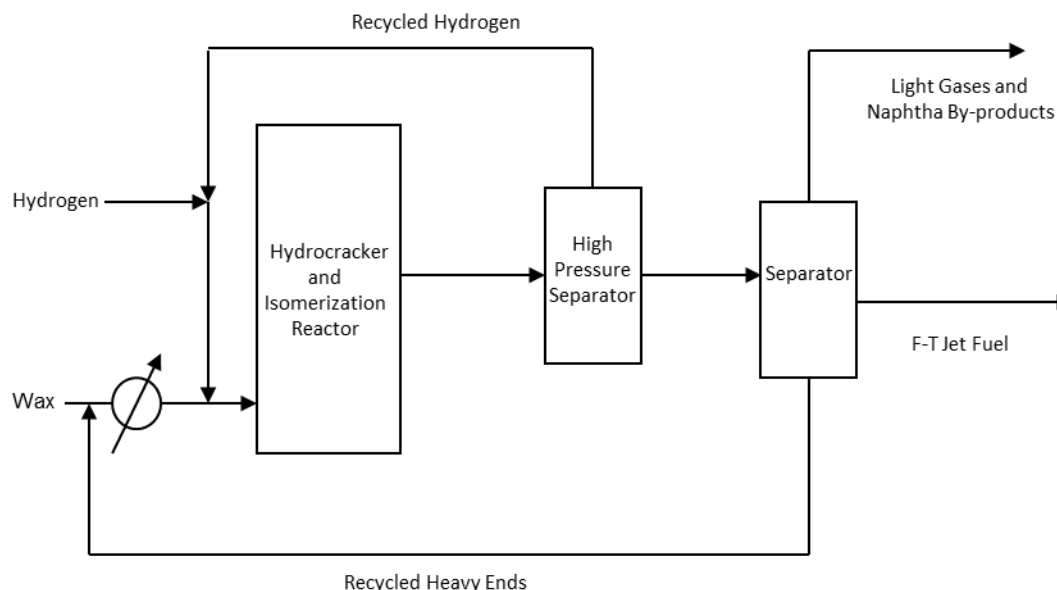 Recycled Hydrogen
Light Gases and
Naphtha By-products
Hydrogen
Hydrocracker
and
Isomerization
Reactor
High
Pressure
Separator
Separator
F-T Jet Fuel
Wax
Recycled Heavy Ends